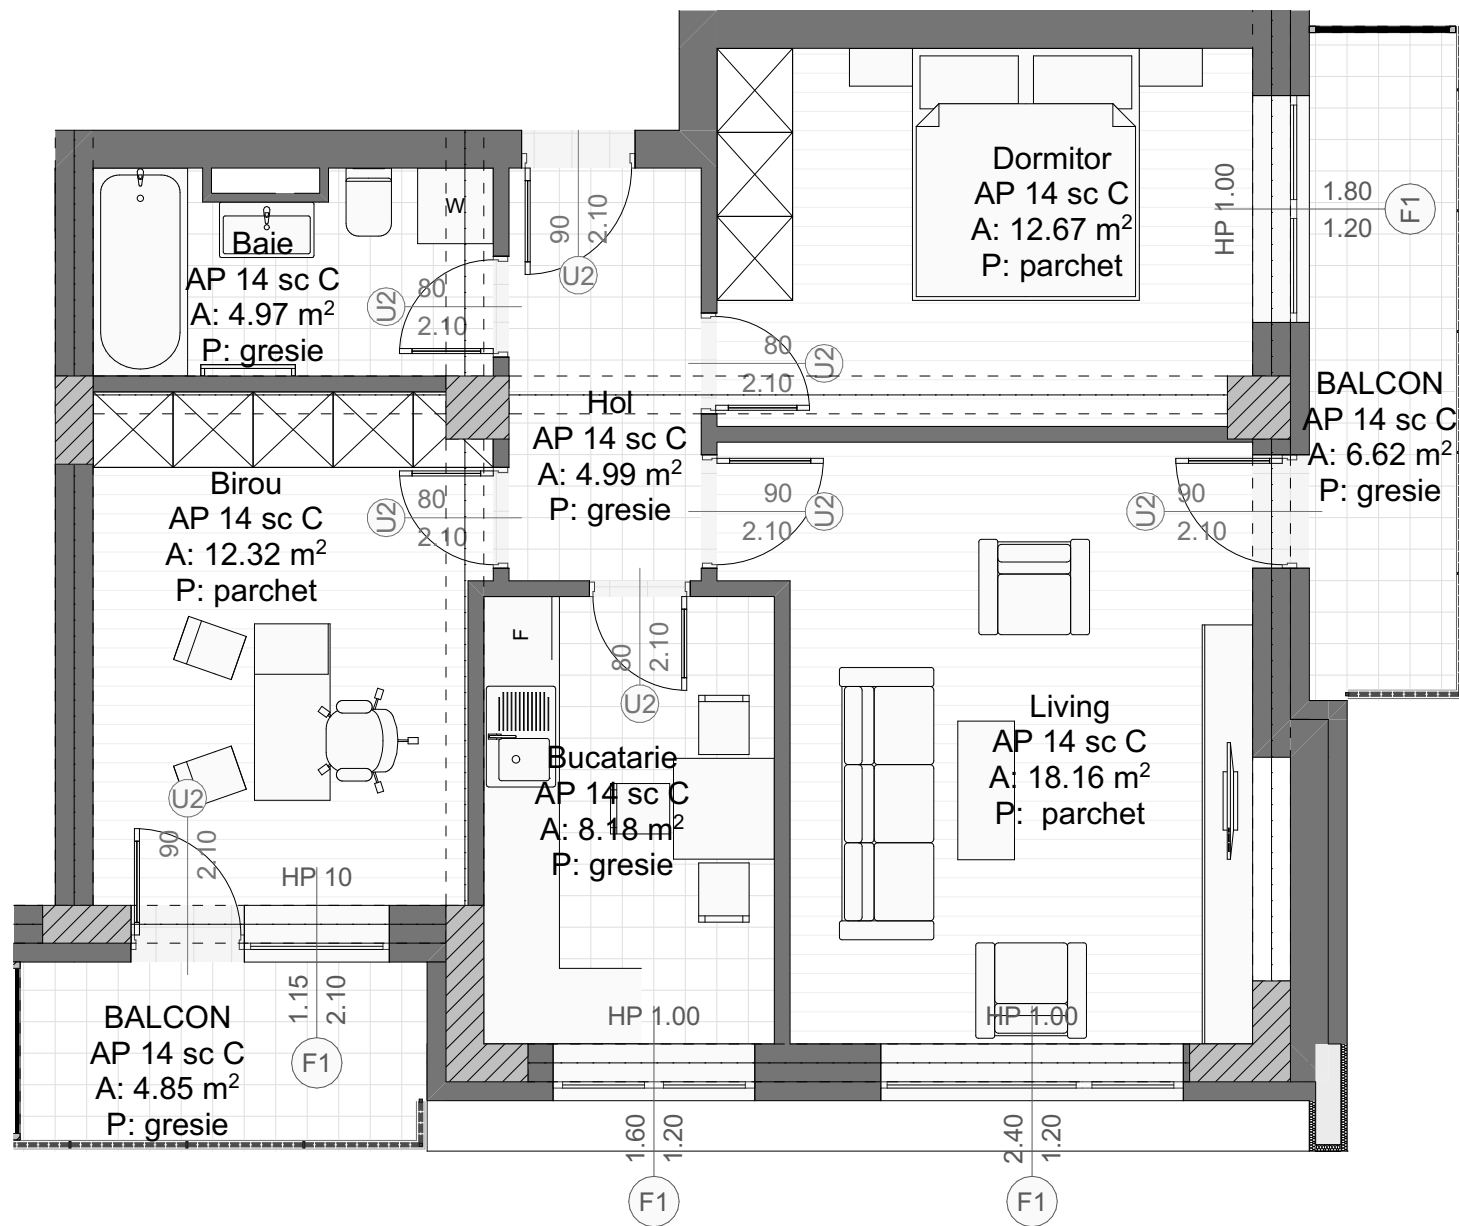 Dormitor
AP 14 sc C
A: 12.67 m²
P: parchet
HP 1.00
1.80
1.20
F1
W
90
2.10
U2
Baie
AP 14 sc C
A: 4.97 m²
P: gresie
U2
80
2.10
80
2.10
U2
Hol
AP 14 sc C
A: 4.99 m²
P: gresie
BALCON
AP 14 sc C
A: 6.62 m²
P: gresie
Birou
AP 14 sc C
A: 12.32 m²
P: parchet
U2
80
2.10
90
2.10
U2
U2
90
2.10
F
80
2.10
U2
Bucatarie
AP 14 sc C
A: 8.18 m²
P: gresie
Living
AP 14 sc C
A: 18.16 m²
P: parchet
U2
90
2.10
HP 10
1.15
2.10
F1
BALCON
AP 14 sc C
A: 4.85 m²
P: gresie
HP 1.00
1.60
1.20
F1
HP 1.00
2.40
1.20
F1